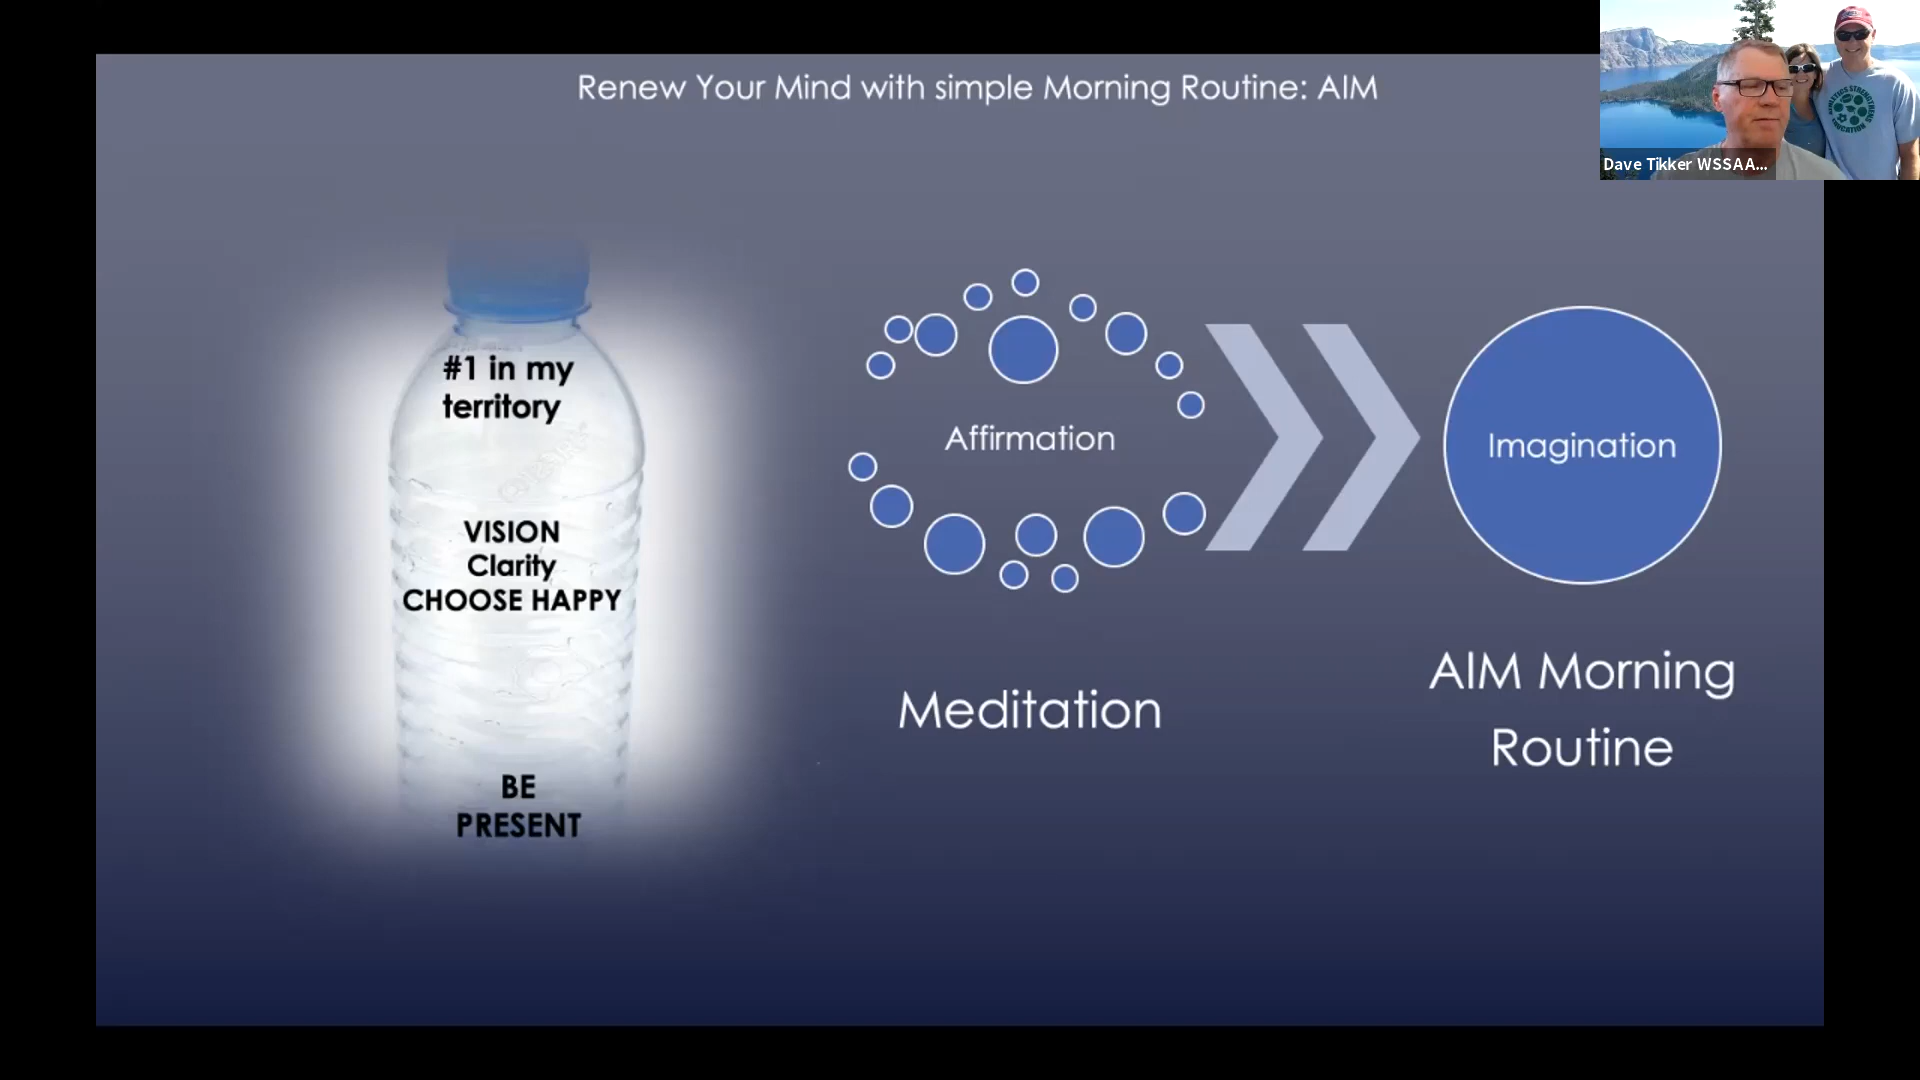 Renew Your Mind with simple Morning Routine: AIM
Dave Tikker WSSAA...
#1 in my
territory
VISION
Clarity
CHOOSE HAPPY
BE
PRESENT
Affirmation
Imagination
Meditation
AIM Morning
Routine